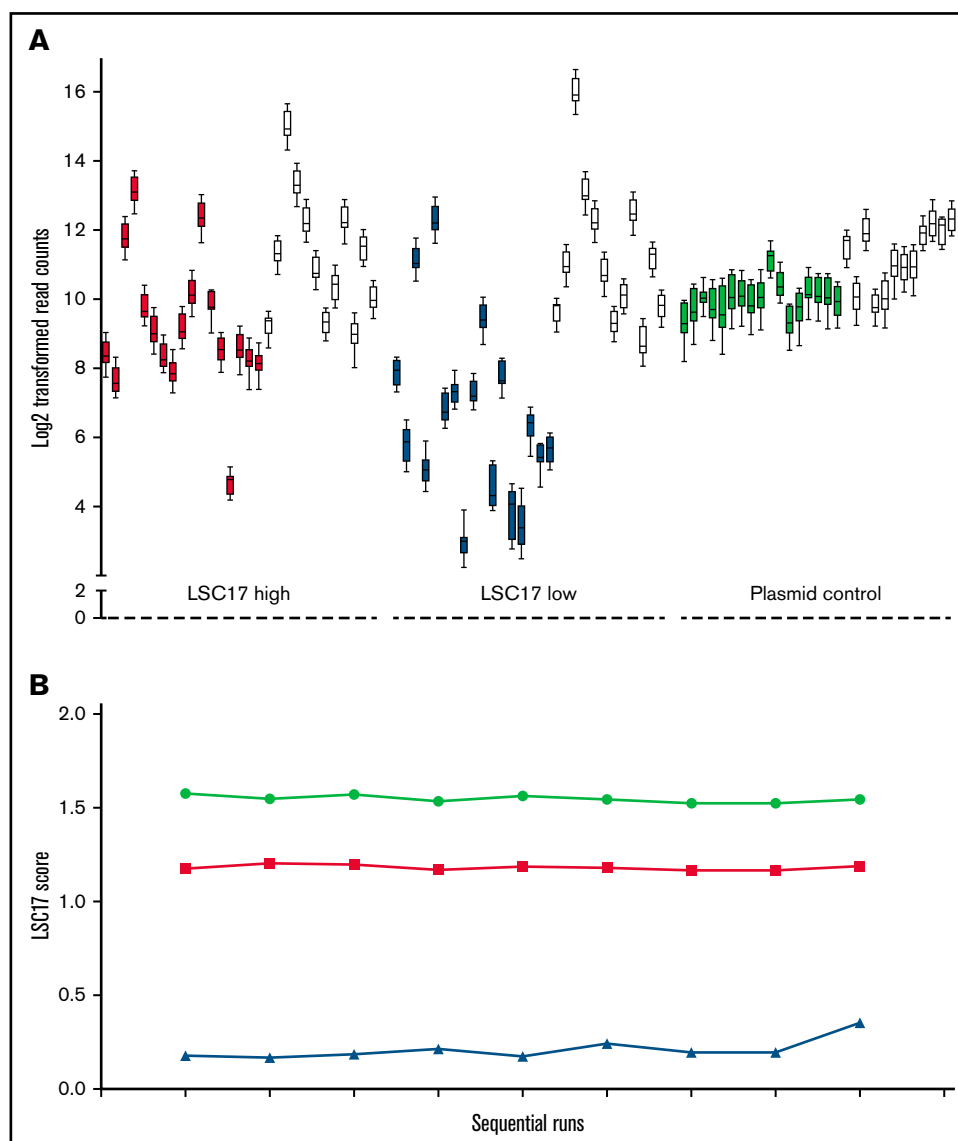 A
Log2 transformed read counts
16
14
12
10
8
6
4
2
0
LSC17 high
LSC17 low
Plasmid control
B
LSC17 score
2.0
1.5
1.0
0.5
0.0
Sequential runs